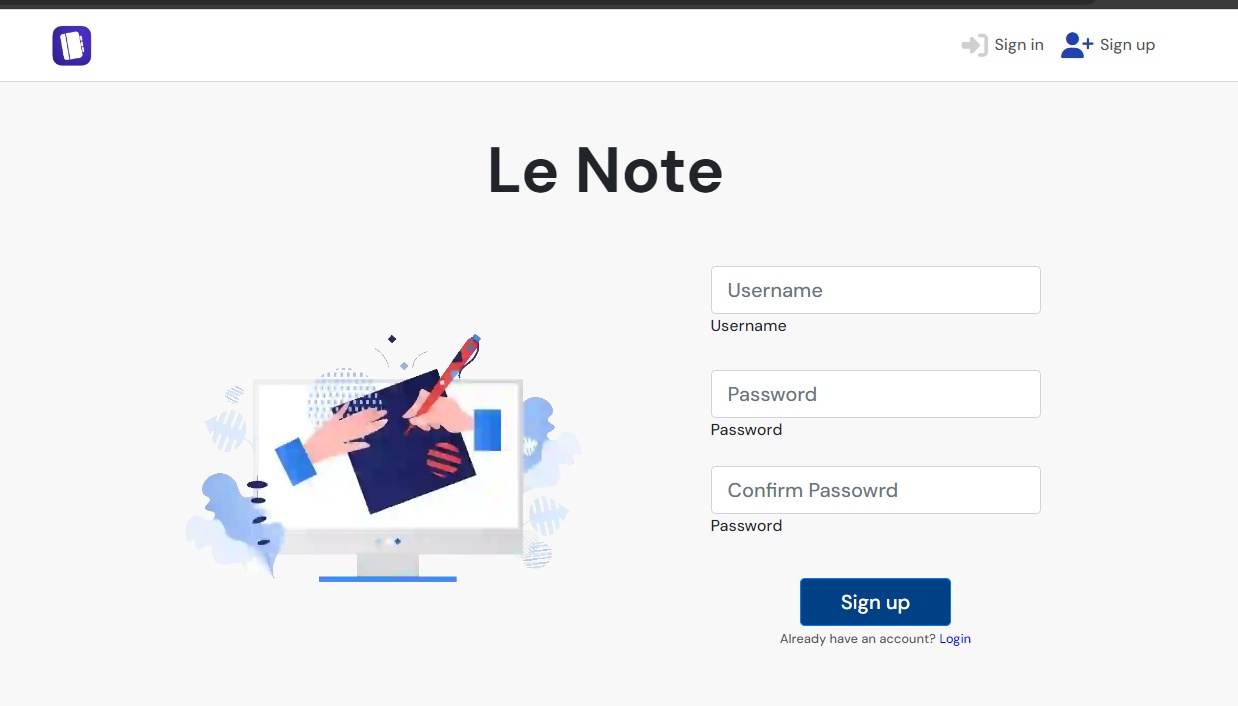 Sign in
Sign up
Le Note
Username
Username
Password
Password
Confirm Passowrd
Password
Sign up
Already have an account? Login